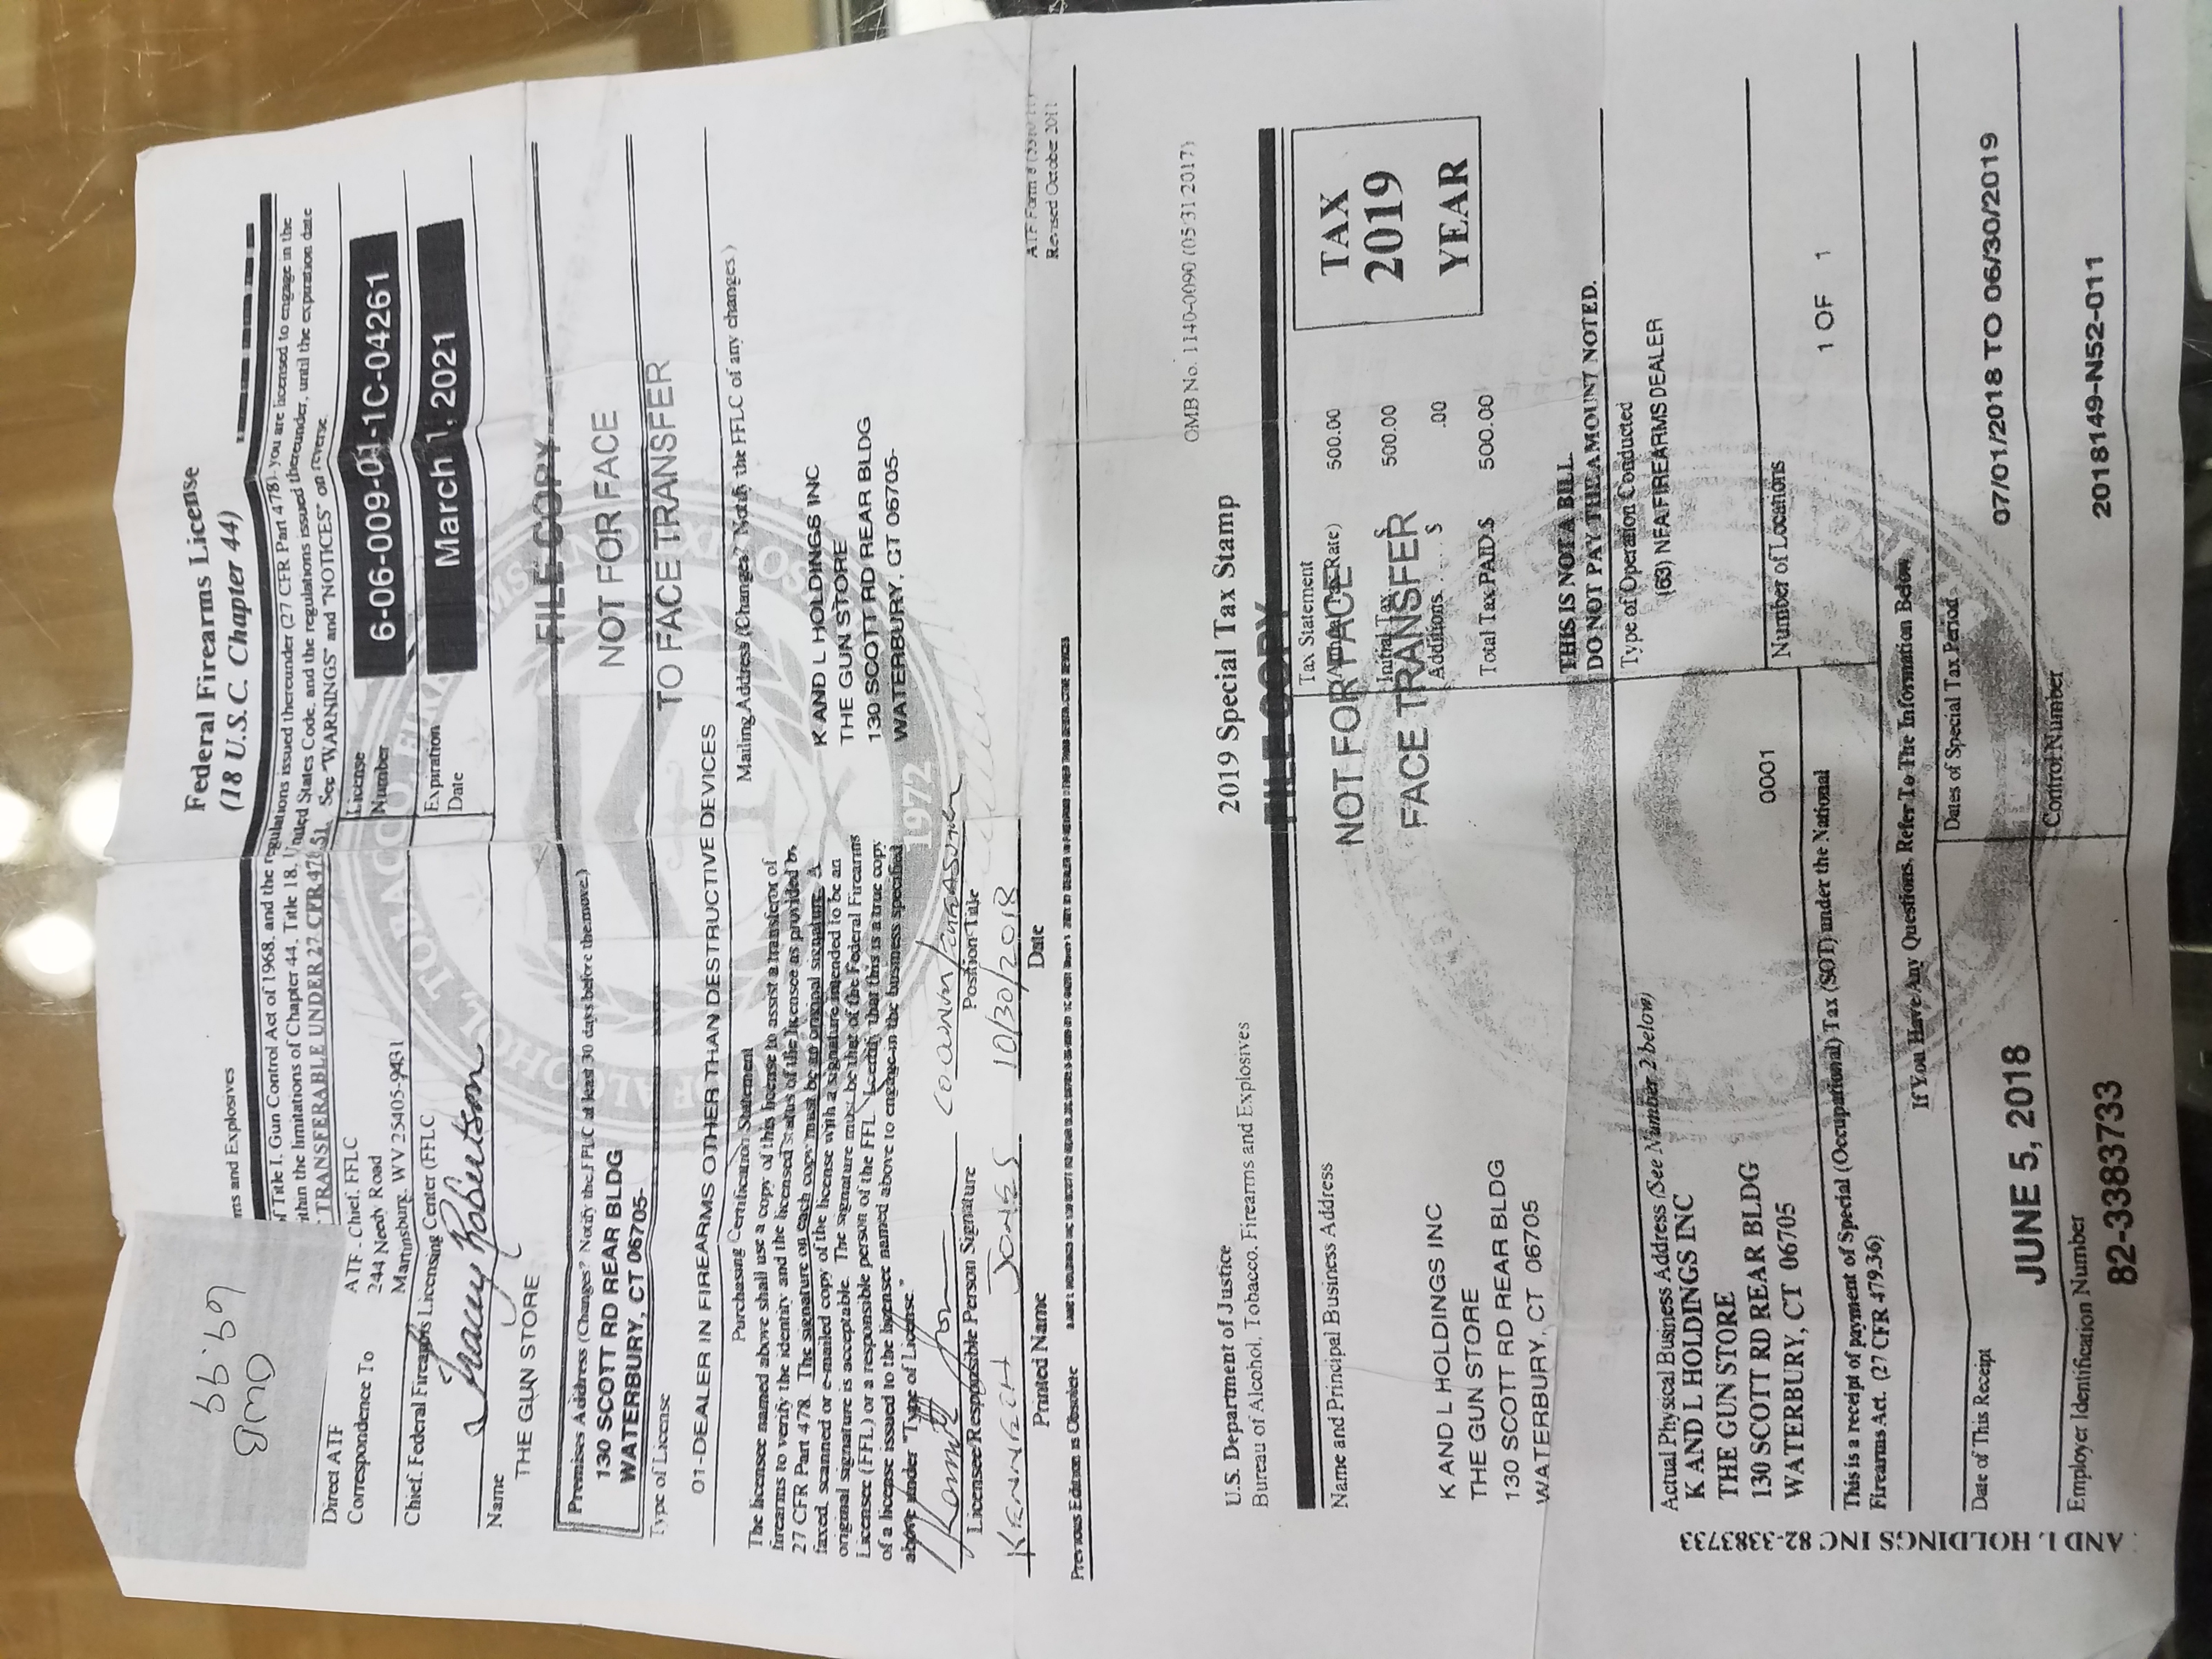 OWB
69.99
ms and Explosives
Federal Firearms License
(18 U.S.C. Chapter 44)
of Title I, Gun Control Act of 1968, and the regulations issued thereunder (27 CFR Part 478), you are licensed to engage in the
ithin the limitations of Chapter 44, Title 18, United States Code, and the regulations issued thereunder, until the expiration date
TRANSFERABLE UNDER 27 CFR 478.51. See "WARNINGS" and "NOTICES" on reverse.
Direct ATF
Correspondence To
ATF - Chief, FFLC
244 Needy Road
Martinsburg, WV 25405-9431
License
Number
6-06-009-01-1C-04261
Chief, Federal Firearms Licensing Center (FFLC
Tracey Robertson
Expiration
Date
March 1, 2021
Name
THE GUN STORE
FILE COPY
NOT FOR FACE
TO FACE TRANSFER
Premises Address (Changes? Notify the FFLC at least 30 days before the move.)
130 SCOTT RD REAR BLDG
WATERBURY, CT 06705-
Type of License
01-DEALER IN FIREARMS OTHER THAN DESTRUCTIVE DEVICES
Purchasing Certification Statement
The licensee named above shall use a copy of this license to assist a transferor of
firearms to verify the identity and the licensed status of the licensee as provided by
27 CFR Part 478. The signature on each copy must be an original signature. A
faxed, scanned or e-mailed copy of the license with a signature intended to be an
original signature is acceptable. The signature must be that of the Federal Firearms
Licensee (FFL) or a responsible person of the FFL. I certify that this is a true copy
of a license issued to the licensee named above to engage in the business specified
above under "Type of License."
Mailing Address (Changes? Notify the FFLC of any changes.)
K AND L HOLDINGS INC
THE GUN STORE
130 SCOTT RD REAR BLDG
WATERBURY, CT 06705-
1972
CO OWNER/TREASURER
Licensee/Responsible Person Signature
Position Title
KENNETH JONES
10/30/2018
Printed Name
Date
ATF Form 8 (5310.11)
Revised October 2011
Previous Edition is Obsolete
OMB No. 1140-0090 (05/31/2017)
U.S. Department of Justice
Bureau of Alcohol, Tobacco, Firearms and Explosives
2019 Special Tax Stamp
FILE COPY
NOT FOR FACE
FACE TRANSFER
Name and Principal Business Address
K AND L HOLDINGS INC
THE GUN STORE
130 SCOTT RD REAR BLDG
WATERBURY, CT 06705
Tax Statement
(Annual Tax Rate) 500.00
Initial Tax $ 500.00
Additions..... $ .00
Total Tax PAID $ 500.00
TAX
2019
YEAR
THIS IS NOT A BILL.
DO NOT PAY THE AMOUNT NOTED.
Actual Physical Business Address (See Number 2 below)
K AND L HOLDINGS INC
THE GUN STORE
130 SCOTT RD REAR BLDG
WATERBURY, CT 06705
0001
Type of Operation Conducted
(63) NFA FIREARMS DEALER
Number of Locations
1 OF 1
This is a receipt of payment of Special (Occupational) Tax (SOT) under the National
Firearms Act. (27 CFR 479.36)
If You Have Any Questions, Refer To The Information Below
Date of This Receipt
JUNE 5, 2018
Dates of Special Tax Period
07/01/2018 TO 06/30/2019
Employer Identification Number
82-3383733
Control Number
2018149-N52-011
AND L HOLDINGS INC 82-3383733